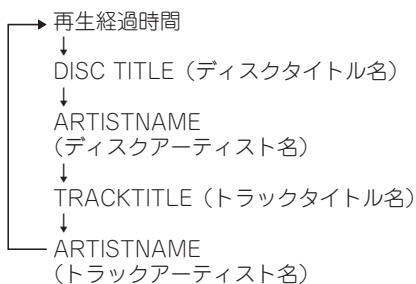 再生経過時間
DISC TITLE（ディスクタイトル名）
ARTISTNAME
(ディスクアーティスト名)
TRACKTITLE（トラックタイトル名）
ARTISTNAME
(トラックアーティスト名)